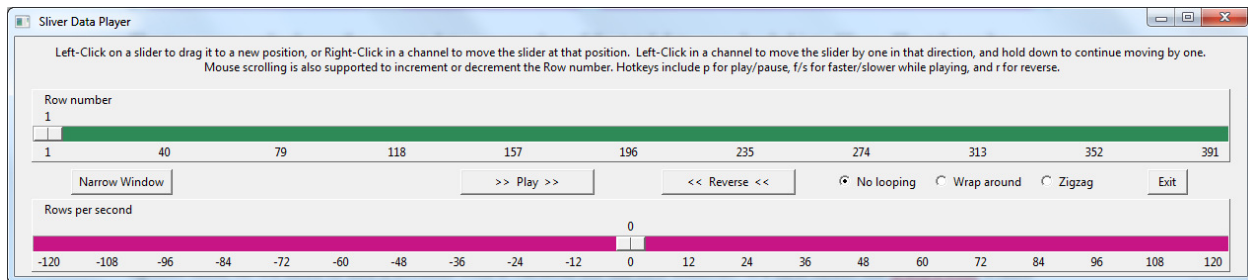 Sliver Data Player
Left-Click on a slider to drag it to a new position, or Right-Click in a channel to move the slider at that position. Left-Click in a channel to move the slider by one in that direction, and hold down to continue moving by one.
Mouse scrolling is also supported to increment or decrement the Row number. Hotkeys include p for play/pause, f/s for faster/slower while playing, and r for reverse.
Row number
1
1 40 79 118 157 196 235 274 313 352 391
Narrow Window >> Play >> << Reverse << No looping Wrap around Zigzag Exit
Rows per second
0
-120 -108 -96 -84 -72 -60 -48 -36 -24 -12 0 12 24 36 48 60 72 84 96 108 120